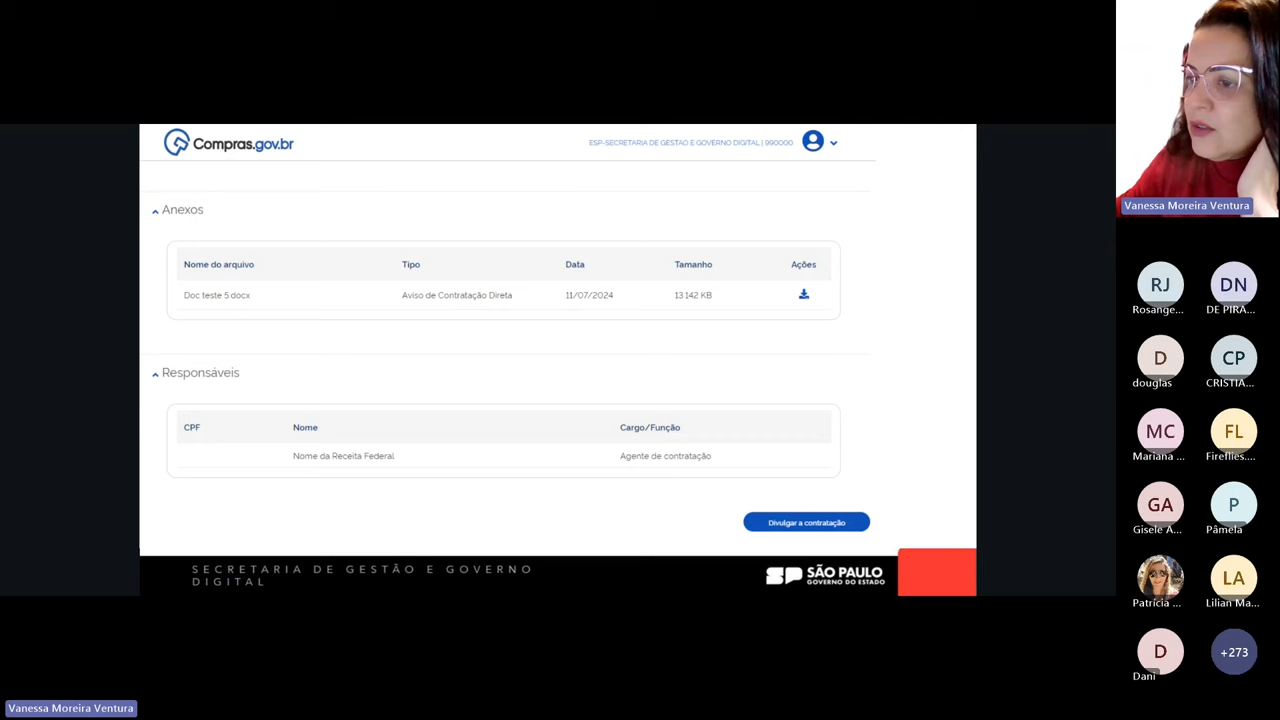 Compras.gov.br
ESP-SECRETARIA DE GESTAO E GOVERNO DIGITAL | 990000
Anexos
Nome do arquivo Tipo Data Tamanho Ações
Doc teste 5.docx Aviso de Contratação Direta 11/07/2024 13.142 KB
Responsáveis
CPF Nome Cargo/Função
Nome da Receita Federal Agente de contratação
Divulgar a contratação
SECRETARIA DE GESTÃO E GOVERNO
DIGITAL
SP SÃO PAULO
GOVERNO DO ESTADO
Vanessa Moreira Ventura
RJ DN
Rosange... DE PIRA...
D CP
douglas CRISTIA...
MC FL
Mariana ... Fireflies....
GA P
Gisele A... Pâmela
LA
Patrícia ... Lilian Ma...
D +273
Dani
Vanessa Moreira Ventura